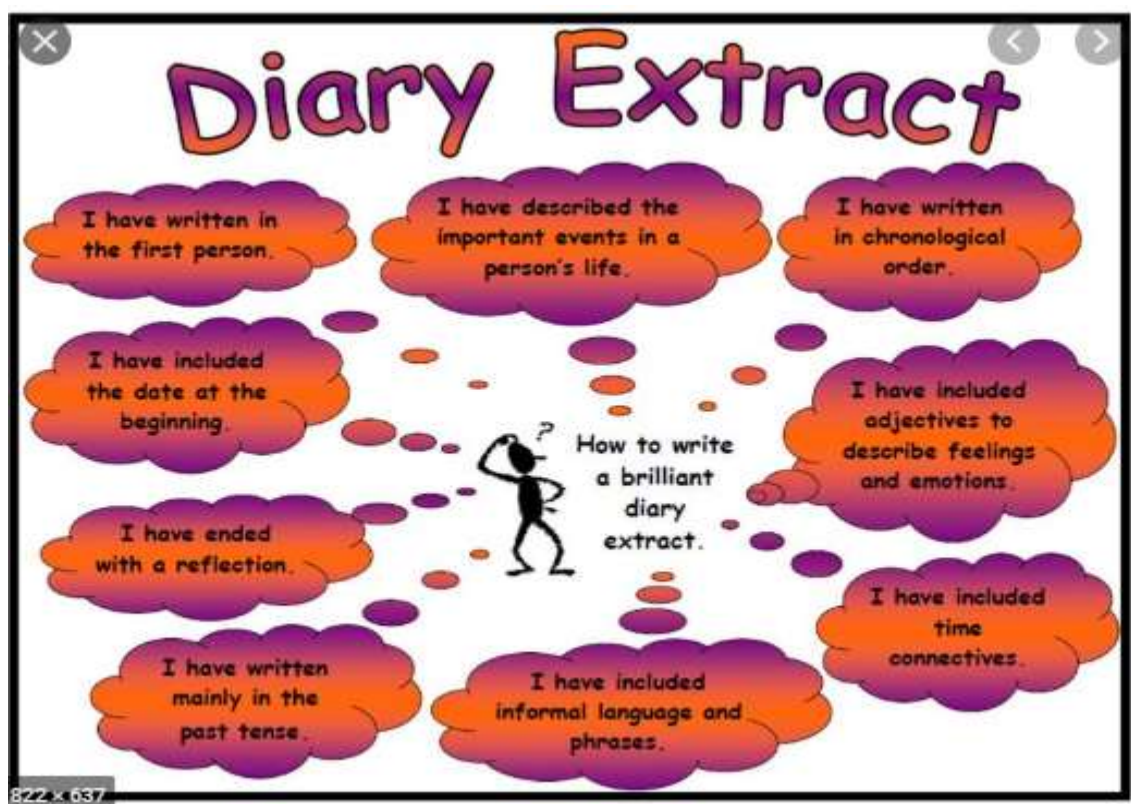 Diary Extract
I have written in
the first person.
I have described the
important events in a
person's life.
I have written
in chronological
order.
I have included
the date at the
beginning.
?
How to write
a brilliant
diary
extract.
I have included
adjectives to
describe feelings
and emotions.
I have ended
with a reflection.
I have included
time
connectives.
I have written
mainly in the
past tense.
I have included
informal language and
phrases.
822 × 637